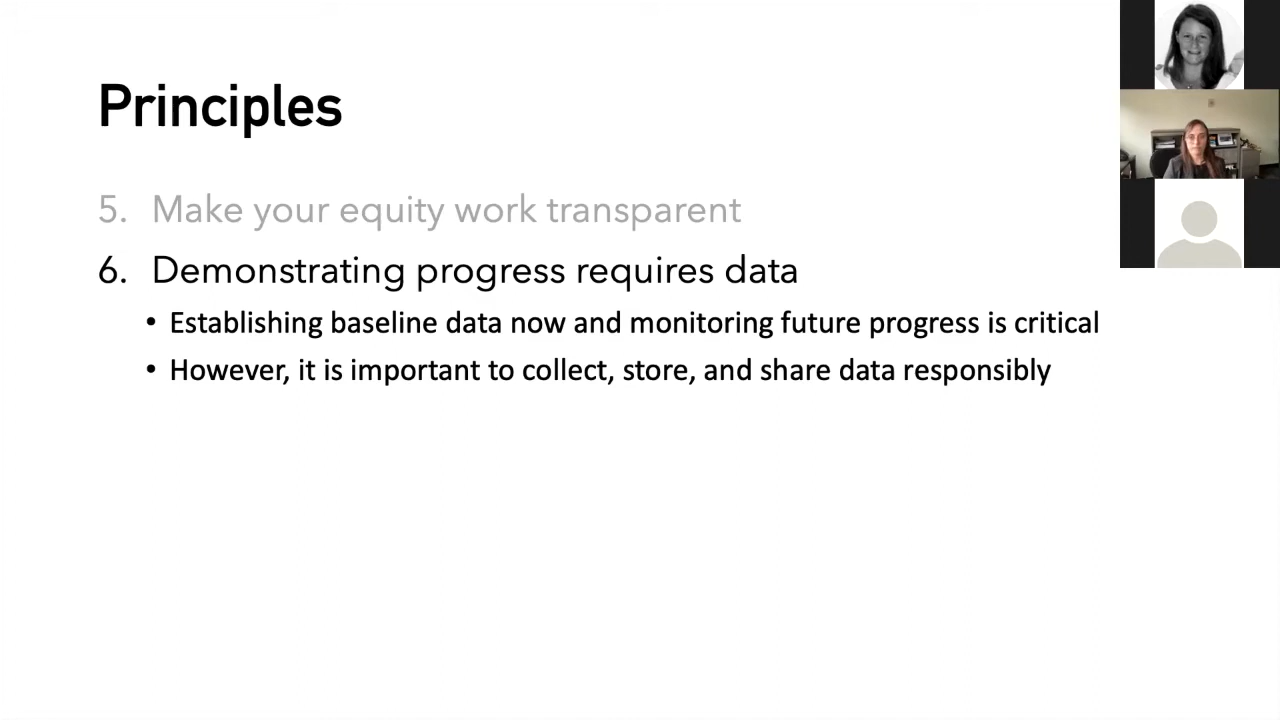 Principles
5. Make your equity work transparent
6. Demonstrating progress requires data
• Establishing baseline data now and monitoring future progress is critical
• However, it is important to collect, store, and share data responsibly